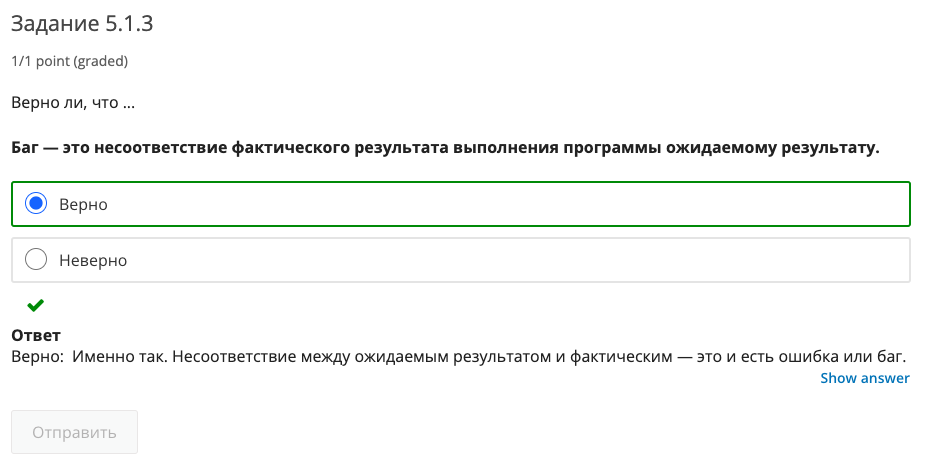 Задание 5.1.3
1/1 point (graded)
Верно ли, что ...
Баг — это несоответствие фактического результата выполнения программы ожидаемому результату.
Верно
Неверно
Ответ
Верно: Именно так. Несоответствие между ожидаемым результатом и фактическим — это и есть ошибка или баг.
Show answer
Отправить